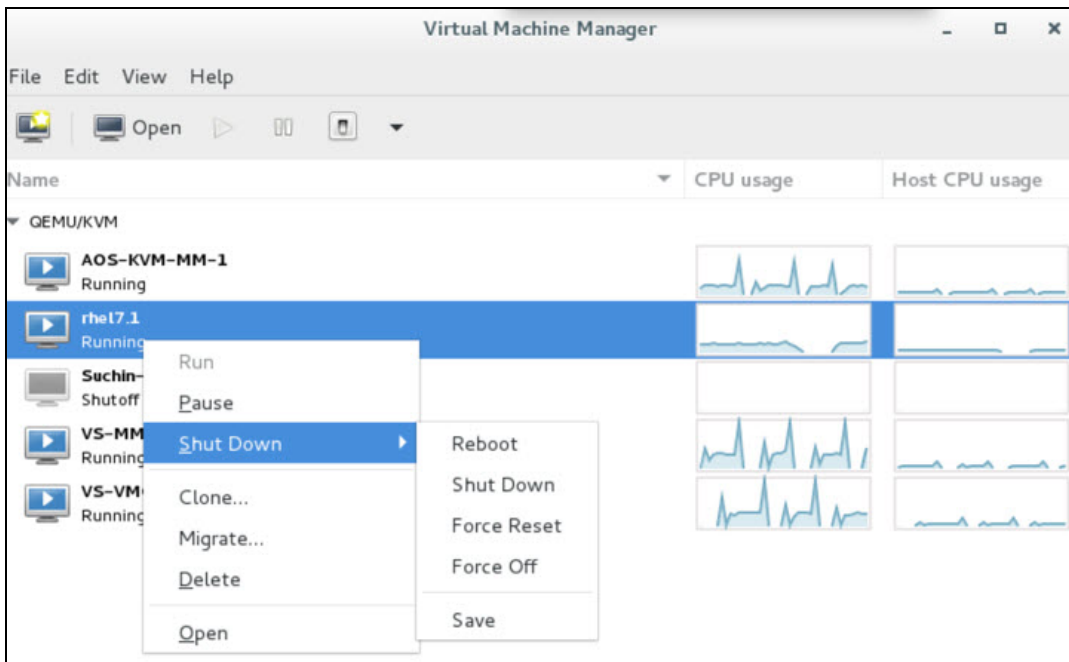 Virtual Machine Manager
File Edit View Help
Open
Name CPU usage Host CPU usage
QEMU/KVM
AOS-KVM-MM-1
Running
rhel7.1
Running
Suchin-
Shutoff
VS-MM
Running
VS-VM
Running
Run
Pause
Shut Down
Clone...
Migrate...
Delete
Open
Reboot
Shut Down
Force Reset
Force Off
Save